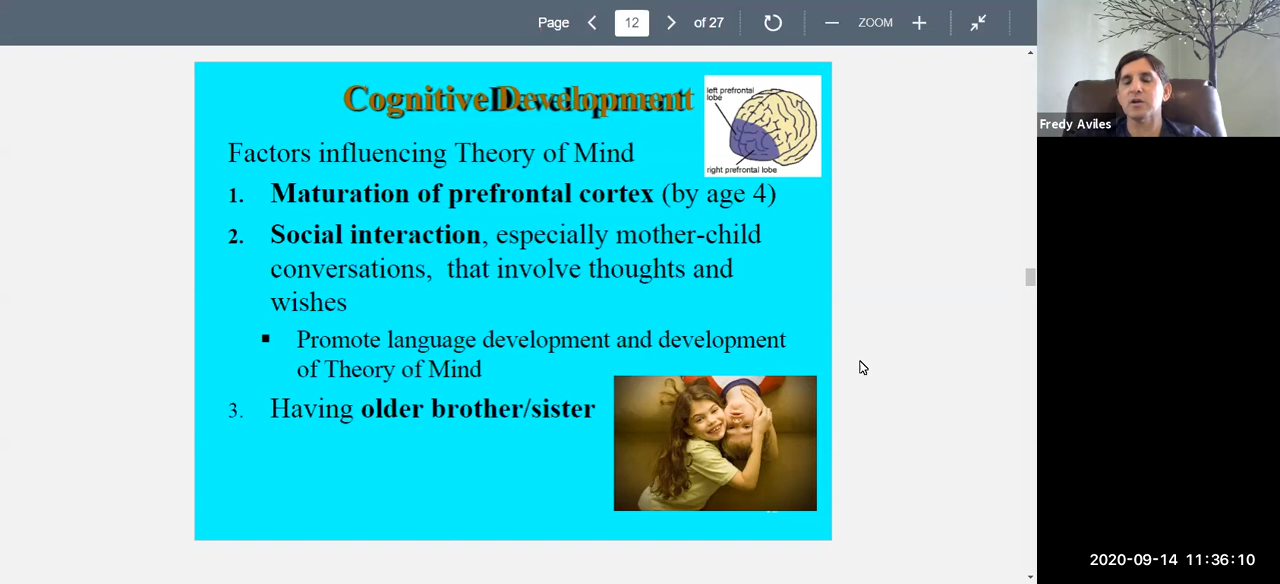 Page 12 of 27 ZOOM
Cognitive Development
left prefrontal
lobe
right prefrontal lobe
Factors influencing Theory of Mind
1. Maturation of prefrontal cortex (by age 4)
2. Social interaction, especially mother-child
conversations, that involve thoughts and
wishes
▪ Promote language development and development
of Theory of Mind
3. Having older brother/sister
Fredy Aviles
2020-09-14 11:36:10